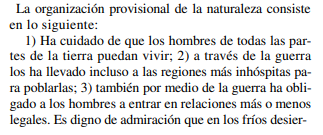 La organización provisional de la naturaleza consiste
en lo siguiente:
1) Ha cuidado de que los hombres de todas las par-
tes de la tierra puedan vivir; 2) a través de la guerra
los ha llevado incluso a las regiones más inhóspitas pa-
ra poblarlas; 3) también por medio de la guerra ha obli-
gado a los hombres a entrar en relaciones más o menos
legales. Es digno de admiración que en los fríos desier-